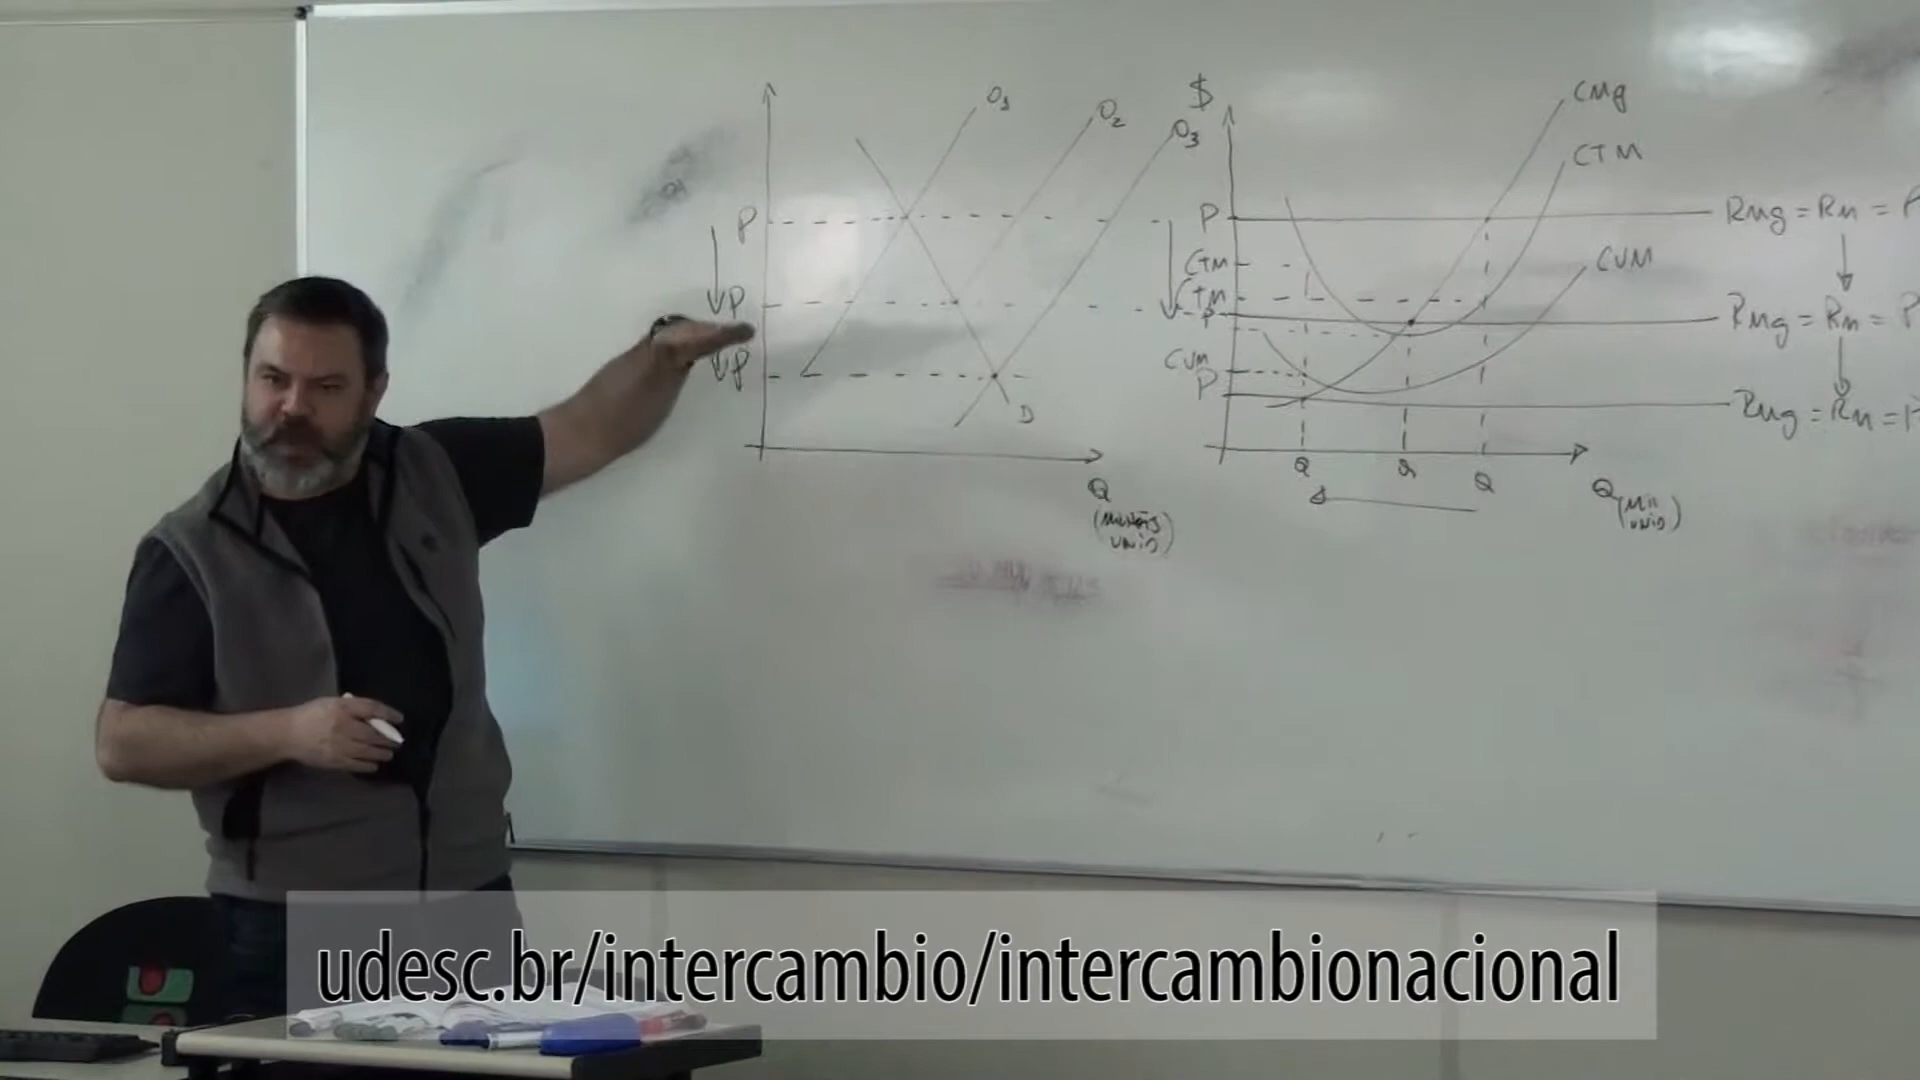 O1
O2
O3
P
P
P
D
Q
(Milhões
unid)
$
CMg
CTM
CVM
P
CTM
CTM
P
CVM
P
RMg = RM = P
RMg = RM = P
RMg = RM = P
Q
Q
Q
Q
(Mil
unid)
udesc.br/intercambio/intercambionacional